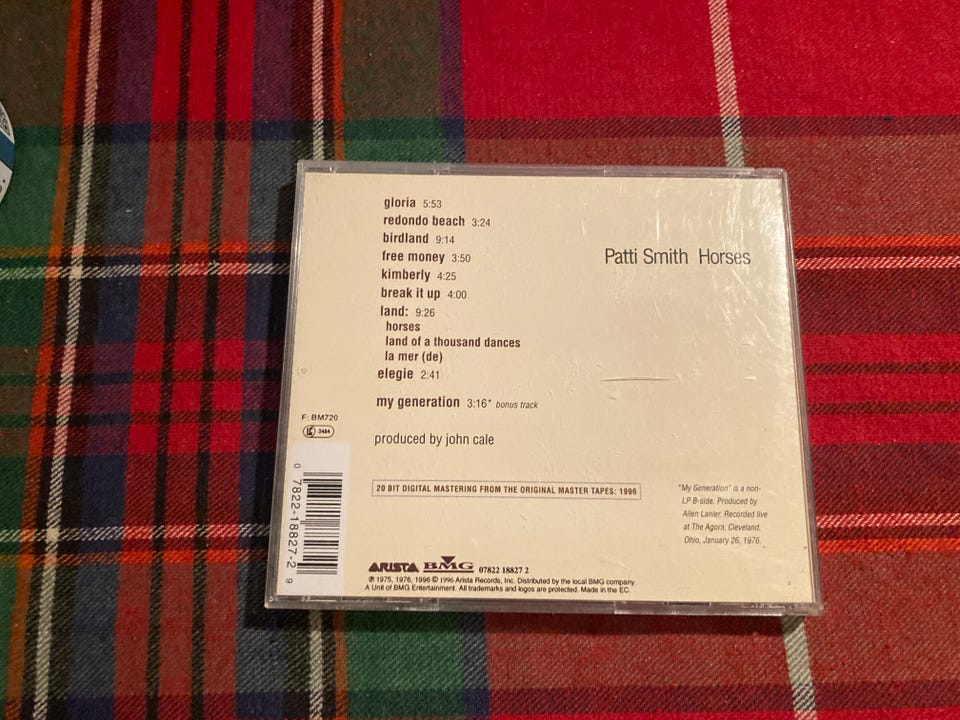 gloria 5:53
redondo beach 3:24
birdland 9:14
free money 3:50
kimberly 4:25
break it up 4:00
land: 9:26
horses
land of a thousand dances
la mer (de)
elegie 2:41
my generation 3:16* bonus track
produced by john cale
Patti Smith Horses
F: BM720
LC 3484
0 7822-18827-2 9
20 BIT DIGITAL MASTERING FROM THE ORIGINAL MASTER TAPES: 1996
*My Generation" is a non-
LP B-side. Produced by
Allen Lanier. Recorded live
at The Agora, Cleveland,
Ohio, January 26, 1976.
ARISTA BMG 07822 18827 2
℗ 1975, 1976, 1996 © 1996 Arista Records, Inc. Distributed by the local BMG company.
A Unit of BMG Entertainment. All trademarks and logos are protected. Made in the EC.